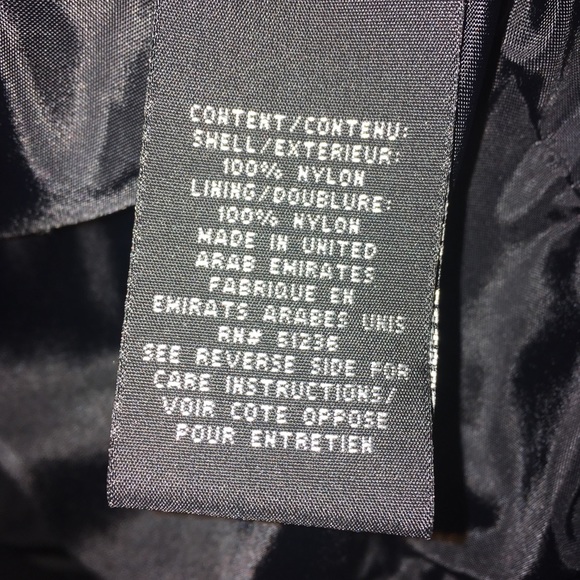 CONTENT/CONTENU:
SHELL/EXTERIEUR:
100% NYLON
LINING/DOUBLURE:
100% NYLON
MADE IN UNITED
ARAB EMIRATES
FABRIQUE EN
EMIRATS ARABES UNIS
RN# 51236
SEE REVERSE SIDE FOR
CARE INSTRUCTIONS/
VOIR COTE OPPOSE
POUR ENTRETIEN